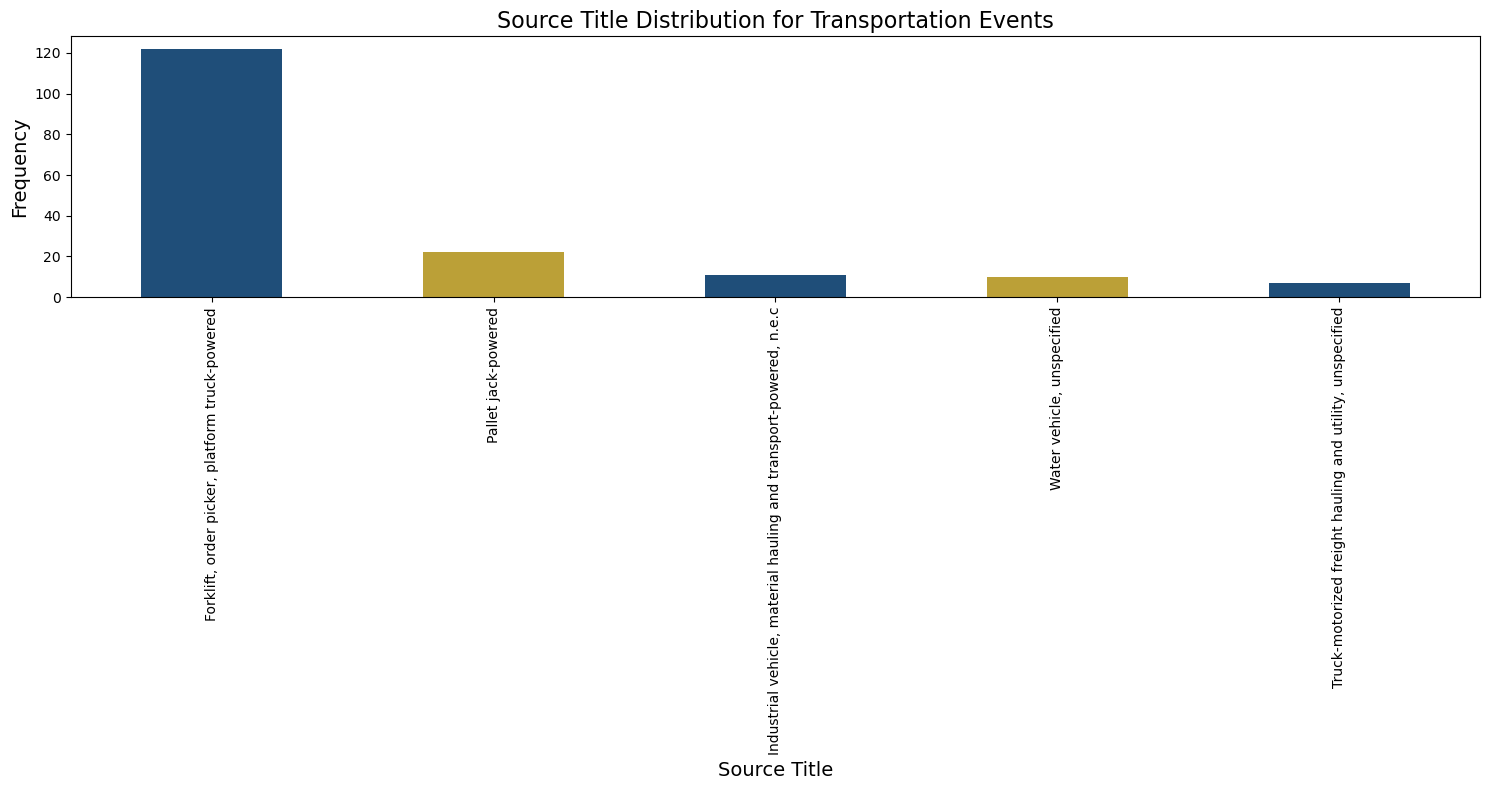 Source Title Distribution for Transportation Events
Frequency
120
100
80
60
40
20
0
Forklift, order picker, platform truck-powered
Pallet jack-powered
Industrial vehicle, material hauling and transport-powered, n.e.c
Water vehicle, unspecified
Truck-motorized freight hauling and utility, unspecified
Source Title